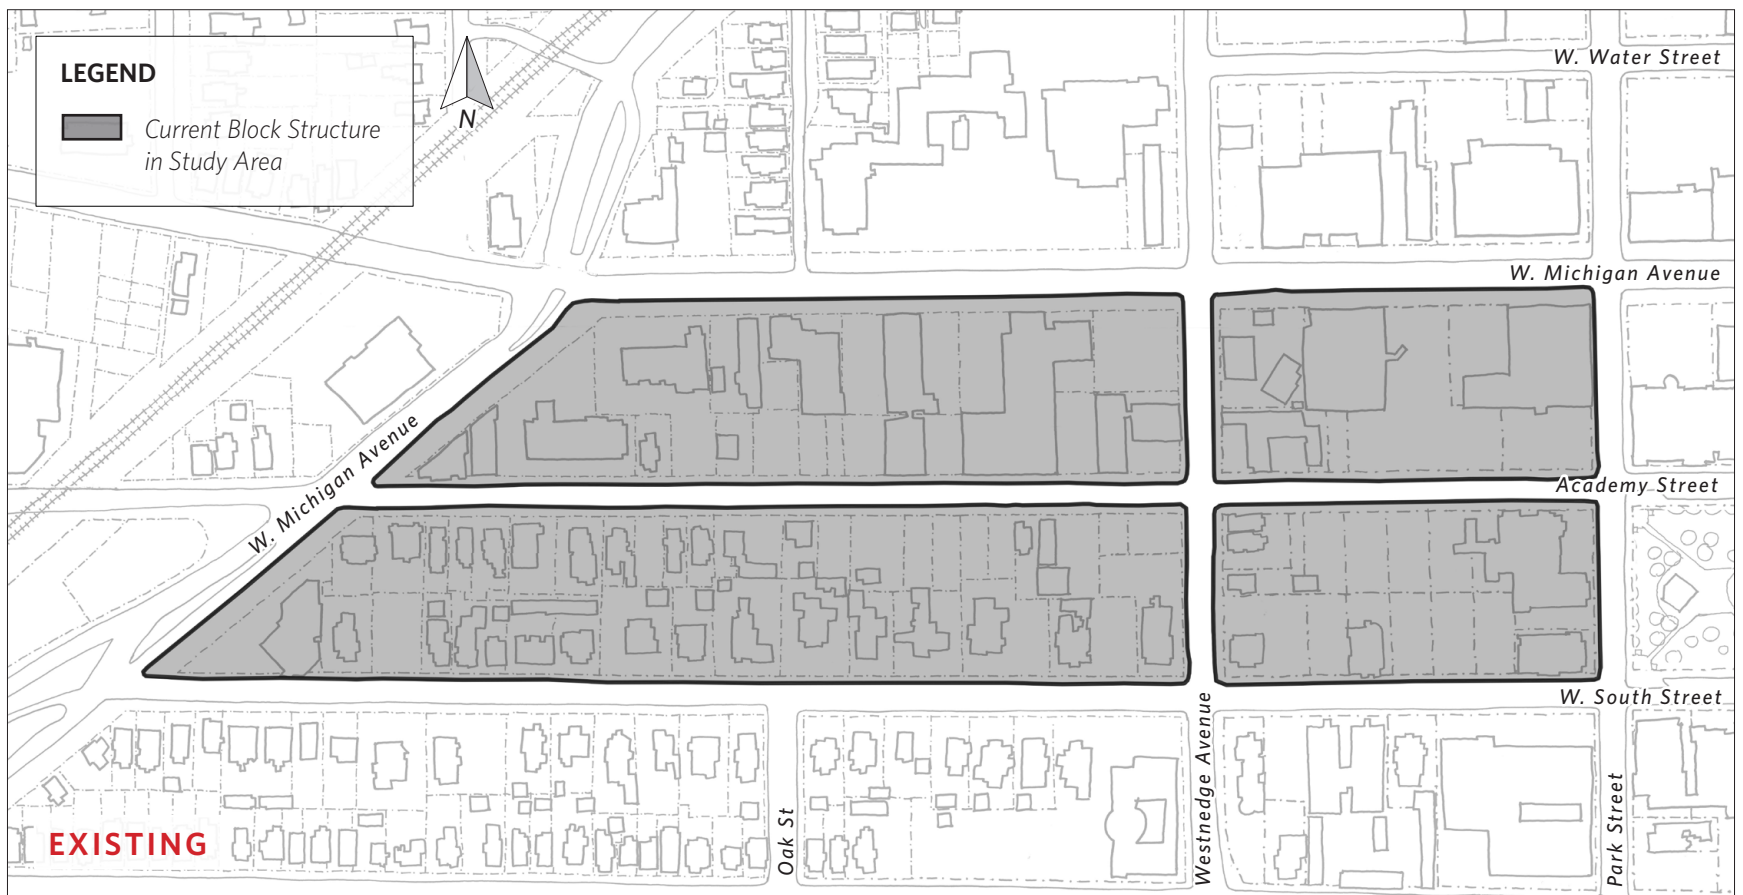 LEGEND
Current Block Structure
in Study Area
N
W. Water Street
W. Michigan Avenue
W. Michigan Avenue
Academy Street
W. South Street
Oak St
Westnedge Avenue
Park Street
EXISTING